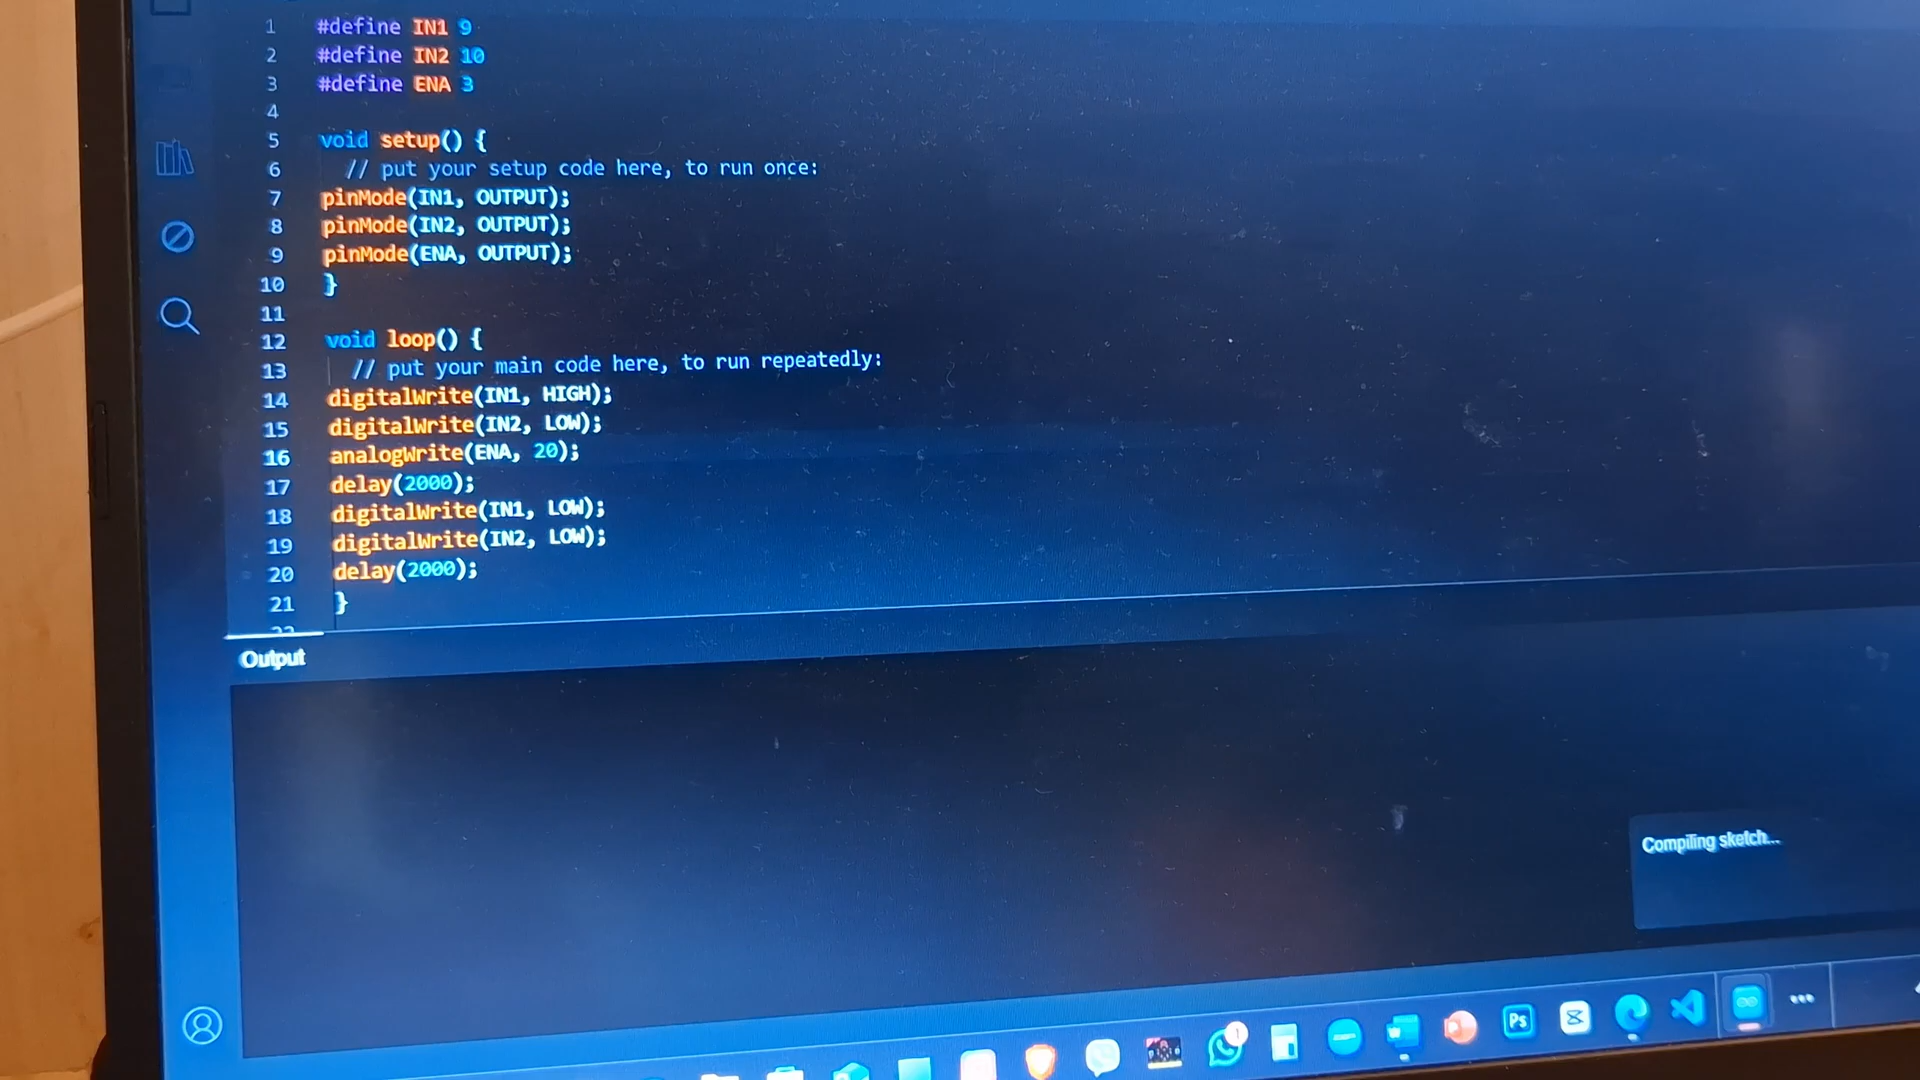 1 #define IN1 9
2 #define IN2 10
3 #define ENA 3
4
5 void setup() {
6 // put your setup code here, to run once:
7 pinMode(IN1, OUTPUT);
8 pinMode(IN2, OUTPUT);
9 pinMode(ENA, OUTPUT);
10 }
11
12 void loop() {
13 // put your main code here, to run repeatedly:
14 digitalWrite(IN1, HIGH);
15 digitalWrite(IN2, LOW);
16 analogWrite(ENA, 20);
17 delay(2000);
18 digitalWrite(IN1, LOW);
19 digitalWrite(IN2, LOW);
20 delay(2000);
21 }
22
Output
Compiling sketch...
Ps